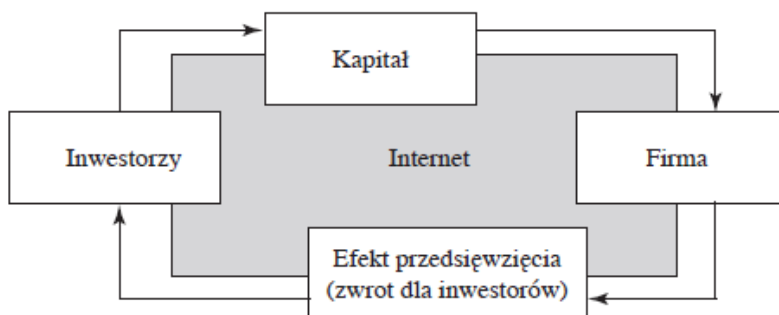 Kapitał
Inwestorzy
Internet
Firma
Efekt przedsięwzięcia
(zwrot dla inwestorów)